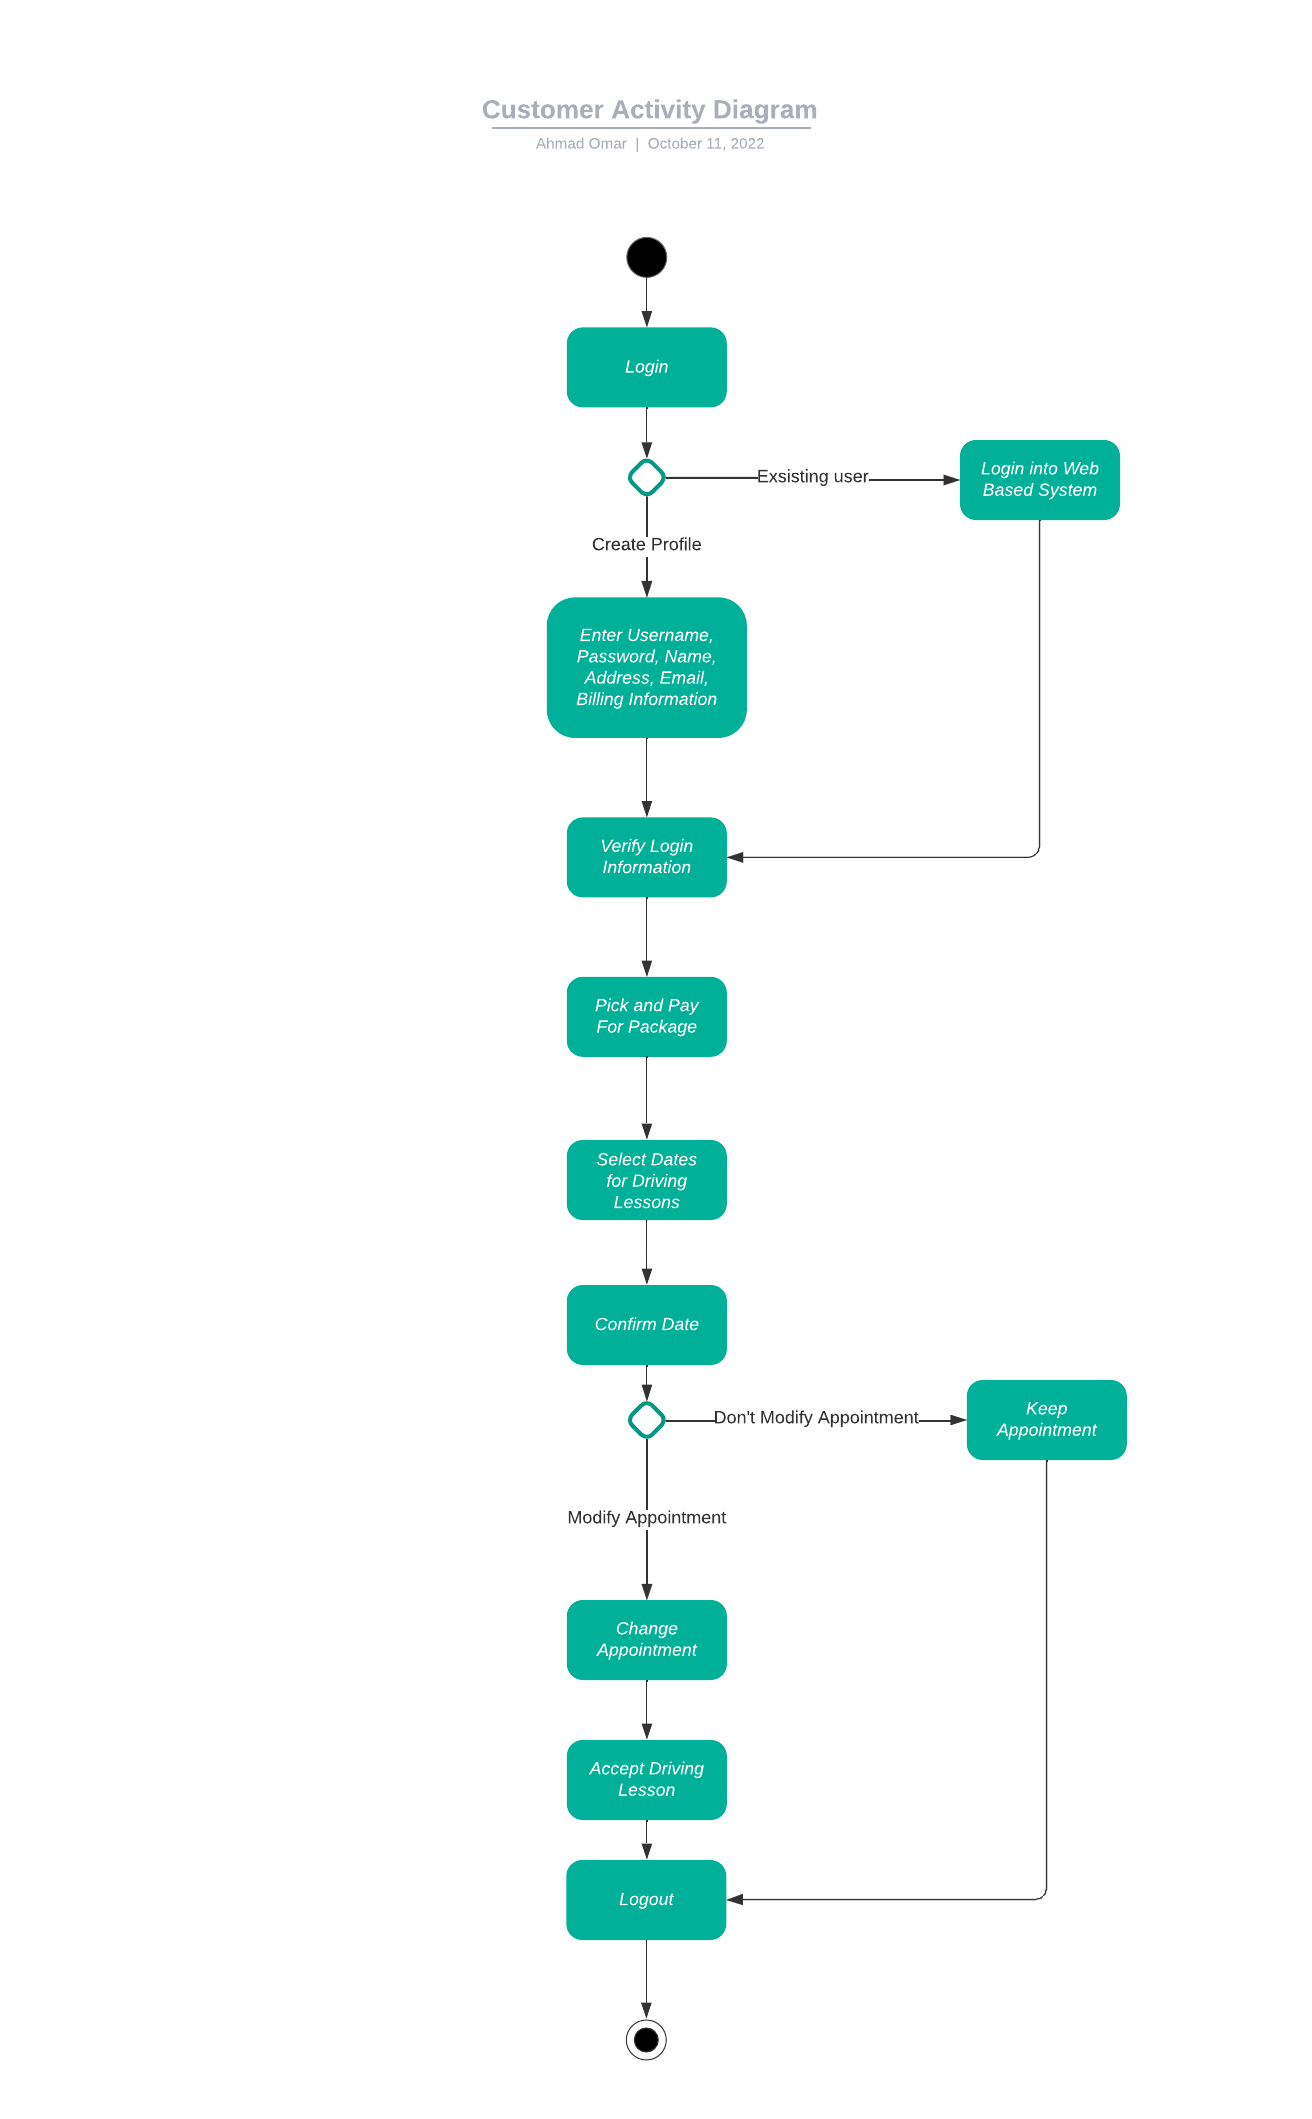 Customer Activity Diagram
Ahmad Omar | October 11, 2022
Login
Exsisting user
Login into Web
Based System
Create Profile
Enter Username,
Password, Name,
Address, Email,
Billing Information
Verify Login
Information
Pick and Pay
For Package
Select Dates
for Driving
Lessons
Confirm Date
Don't Modify Appointment
Keep
Appointment
Modify Appointment
Change
Appointment
Accept Driving
Lesson
Logout